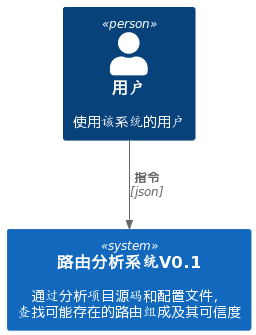 «person»
用户
使用该系统的用户
指令
[json]
«system»
路由分析系统V0.1
通过分析项目源码和配置文件，
查找可能存在的路由组成及其可信度